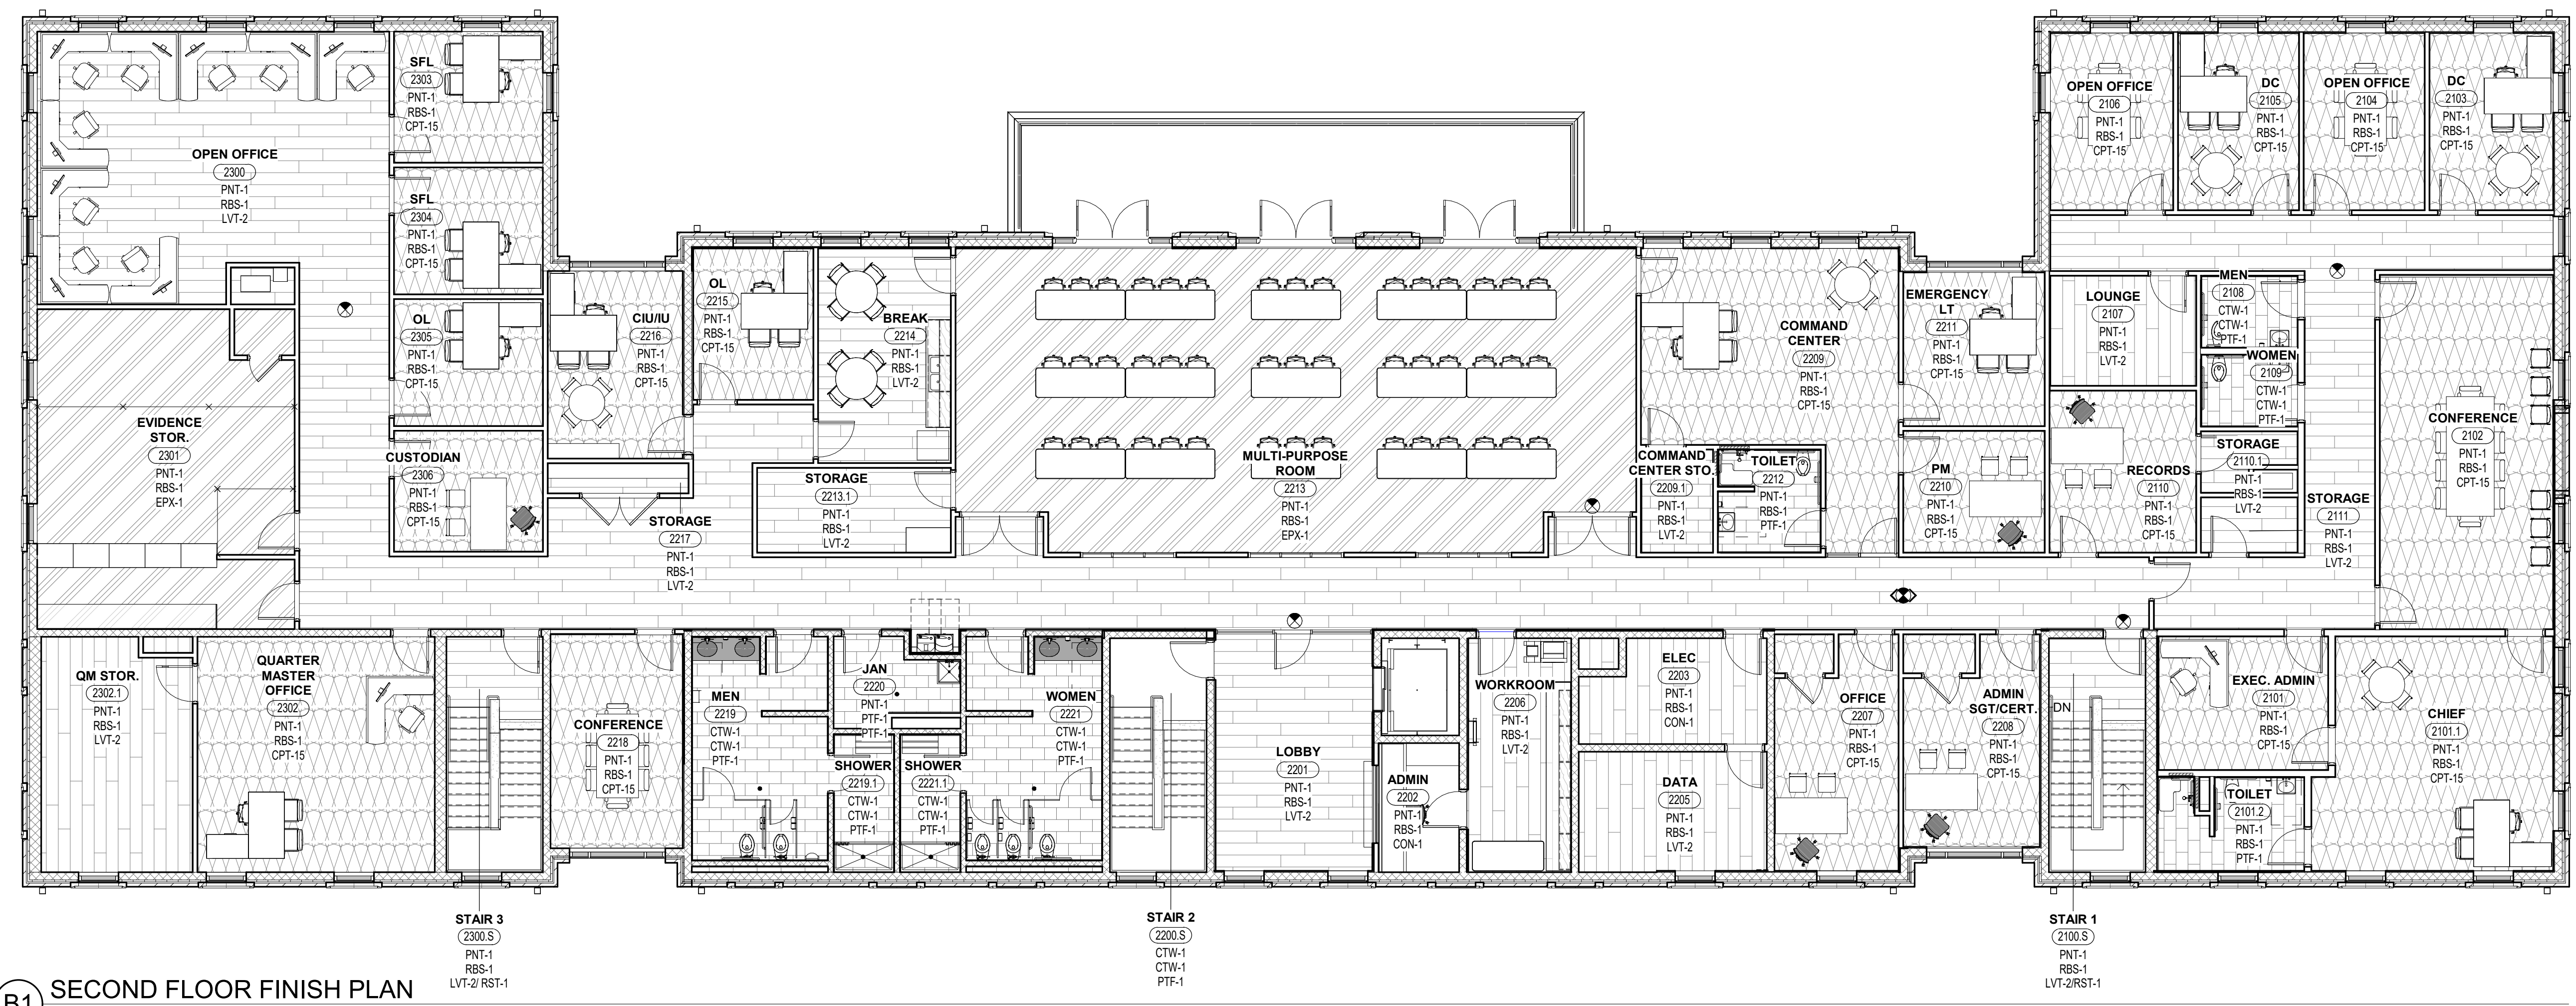 SFL
2303
PNT-1
RBS-1
CPT-15
OPEN OFFICE
2300
PNT-1
RBS-1
LVT-2
SFL
2304
PNT-1
RBS-1
CPT-15
OL
2305
PNT-1
RBS-1
CPT-15
CUSTODIAN
2306
PNT-1
RBS-1
CPT-15
EVIDENCE
STOR.
2301
PNT-1
RBS-1
EPX-1
CIU/IU
2216
PNT-1
RBS-1
CPT-15
OL
2215
PNT-1
RBS-1
CPT-15
BREAK
2214
PNT-1
RBS-1
LVT-2
STORAGE
2217
PNT-1
RBS-1
LVT-2
STORAGE
2213.1
PNT-1
RBS-1
LVT-2
MULTI-PURPOSE
ROOM
2213
PNT-1
RBS-1
EPX-1
COMMAND
CENTER
2209
PNT-1
RBS-1
CPT-15
COMMAND
CENTER STO.
2209.1
PNT-1
RBS-1
LVT-2
TOILET
2212
PNT-1
RBS-1
PTF-1
EMERGENCY
LT
2211
PNT-1
RBS-1
CPT-15
PM
2210
PNT-1
RBS-1
CPT-15
OPEN OFFICE
2106
PNT-1
RBS-1
CPT-15
DC
2105
PNT-1
RBS-1
CPT-15
OPEN OFFICE
2104
PNT-1
RBS-1
CPT-15
DC
2103
PNT-1
RBS-1
CPT-15
LOUNGE
2107
PNT-1
RBS-1
LVT-2
MEN
2108
CTW-1
CTW-1
PTF-1
WOMEN
2109
CTW-1
CTW-1
PTF-1
RECORDS
2110
PNT-1
RBS-1
CPT-15
STORAGE
2110.1
PNT-1
RBS-1
LVT-2
STORAGE
2111
PNT-1
RBS-1
LVT-2
CONFERENCE
2102
PNT-1
RBS-1
CPT-15
QM STOR.
2302.1
PNT-1
RBS-1
LVT-2
QUARTER
MASTER
OFFICE
2302
PNT-1
RBS-1
CPT-15
CONFERENCE
2218
PNT-1
RBS-1
CPT-15
MEN
2219
CTW-1
CTW-1
PTF-1
JAN
2220
PNT-1
PTF-1
PTF-1
SHOWER
2219.1
CTW-1
CTW-1
PTF-1
SHOWER
2221.1
CTW-1
CTW-1
PTF-1
WOMEN
2221
CTW-1
CTW-1
PTF-1
LOBBY
2201
PNT-1
RBS-1
LVT-2
ADMIN
2202
PNT-1
RBS-1
CON-1
WORKROOM
2206
PNT-1
RBS-1
LVT-2
ELEC
2203
PNT-1
RBS-1
CON-1
DATA
2205
PNT-1
RBS-1
LVT-2
OFFICE
2207
PNT-1
RBS-1
CPT-15
ADMIN
SGT/CERT.
2208
PNT-1
RBS-1
CPT-15
DN
EXEC. ADMIN
2101
PNT-1
RBS-1
CPT-15
TOILET
2101.2
PNT-1
RBS-1
PTF-1
CHIEF
2101.1
PNT-1
RBS-1
CPT-15
STAIR 3
2300.S
PNT-1
RBS-1
LVT-2/ RST-1
STAIR 2
2200.S
CTW-1
CTW-1
PTF-1
STAIR 1
2100.S
PNT-1
RBS-1
LVT-2/RST-1
B1
SECOND FLOOR FINISH PLAN